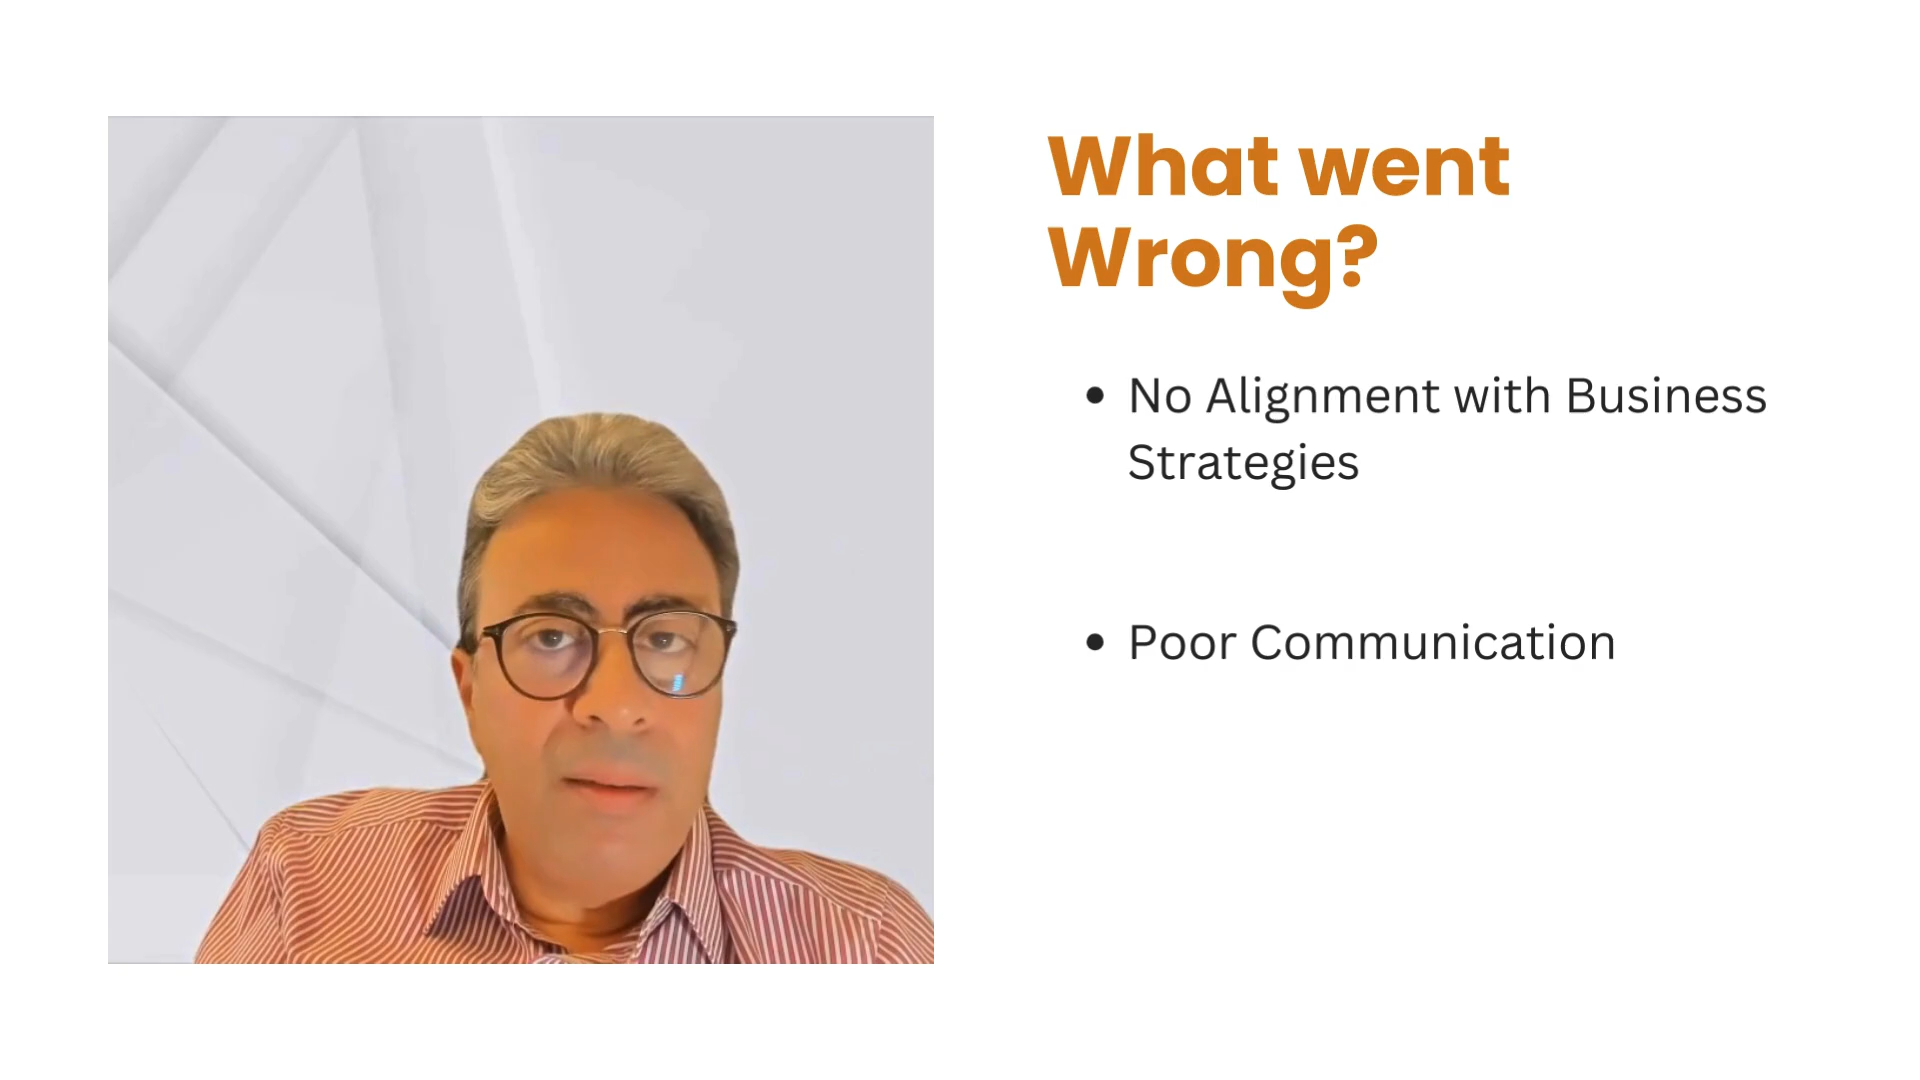 What went
Wrong?
• No Alignment with Business
Strategies
• Poor Communication